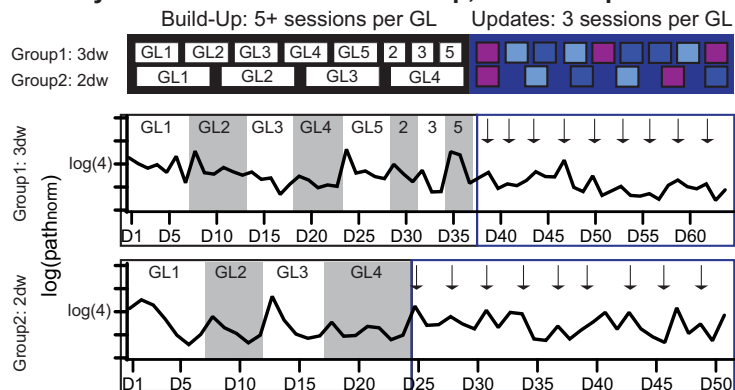 Build-Up: 5+ sessions per GL Updates: 3 sessions per GL
Group1: 3dw GL1 GL2 GL3 GL4 GL5 2 3 5
Group2: 2dw GL1 GL2 GL3 GL4
Group1: 3dw
log(pathnorm)
GL1 GL2 GL3 GL4 GL5 2 3 5
log(4)
D1 D5 D10 D15 D20 D25 D30 D35 D40 D45 D50 D55 D60
Group2: 2dw
GL1 GL2 GL3 GL4
log(4)
D1 D5 D10 D15 D20 D25 D30 D35 D40 D45 D50